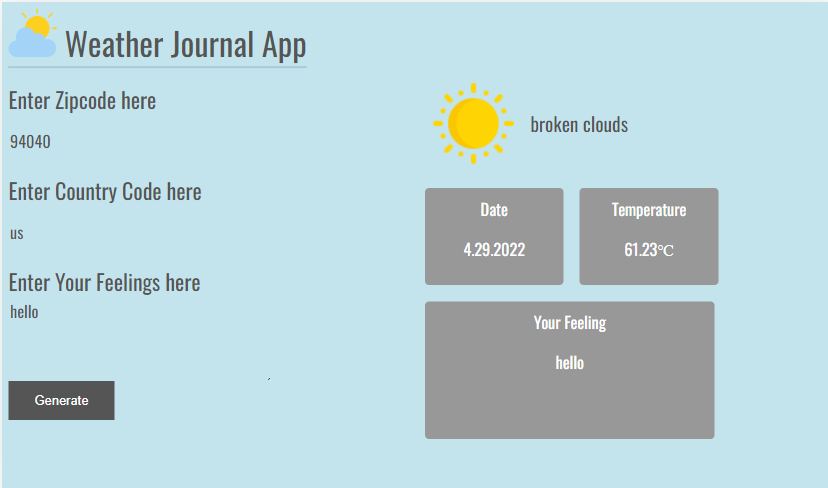 Weather Journal App
Enter Zipcode here
94040
Enter Country Code here
us
Enter Your Feelings here
hello
Generate
broken clouds
Date
4.29.2022
Temperature
61.23℃
Your Feeling
hello